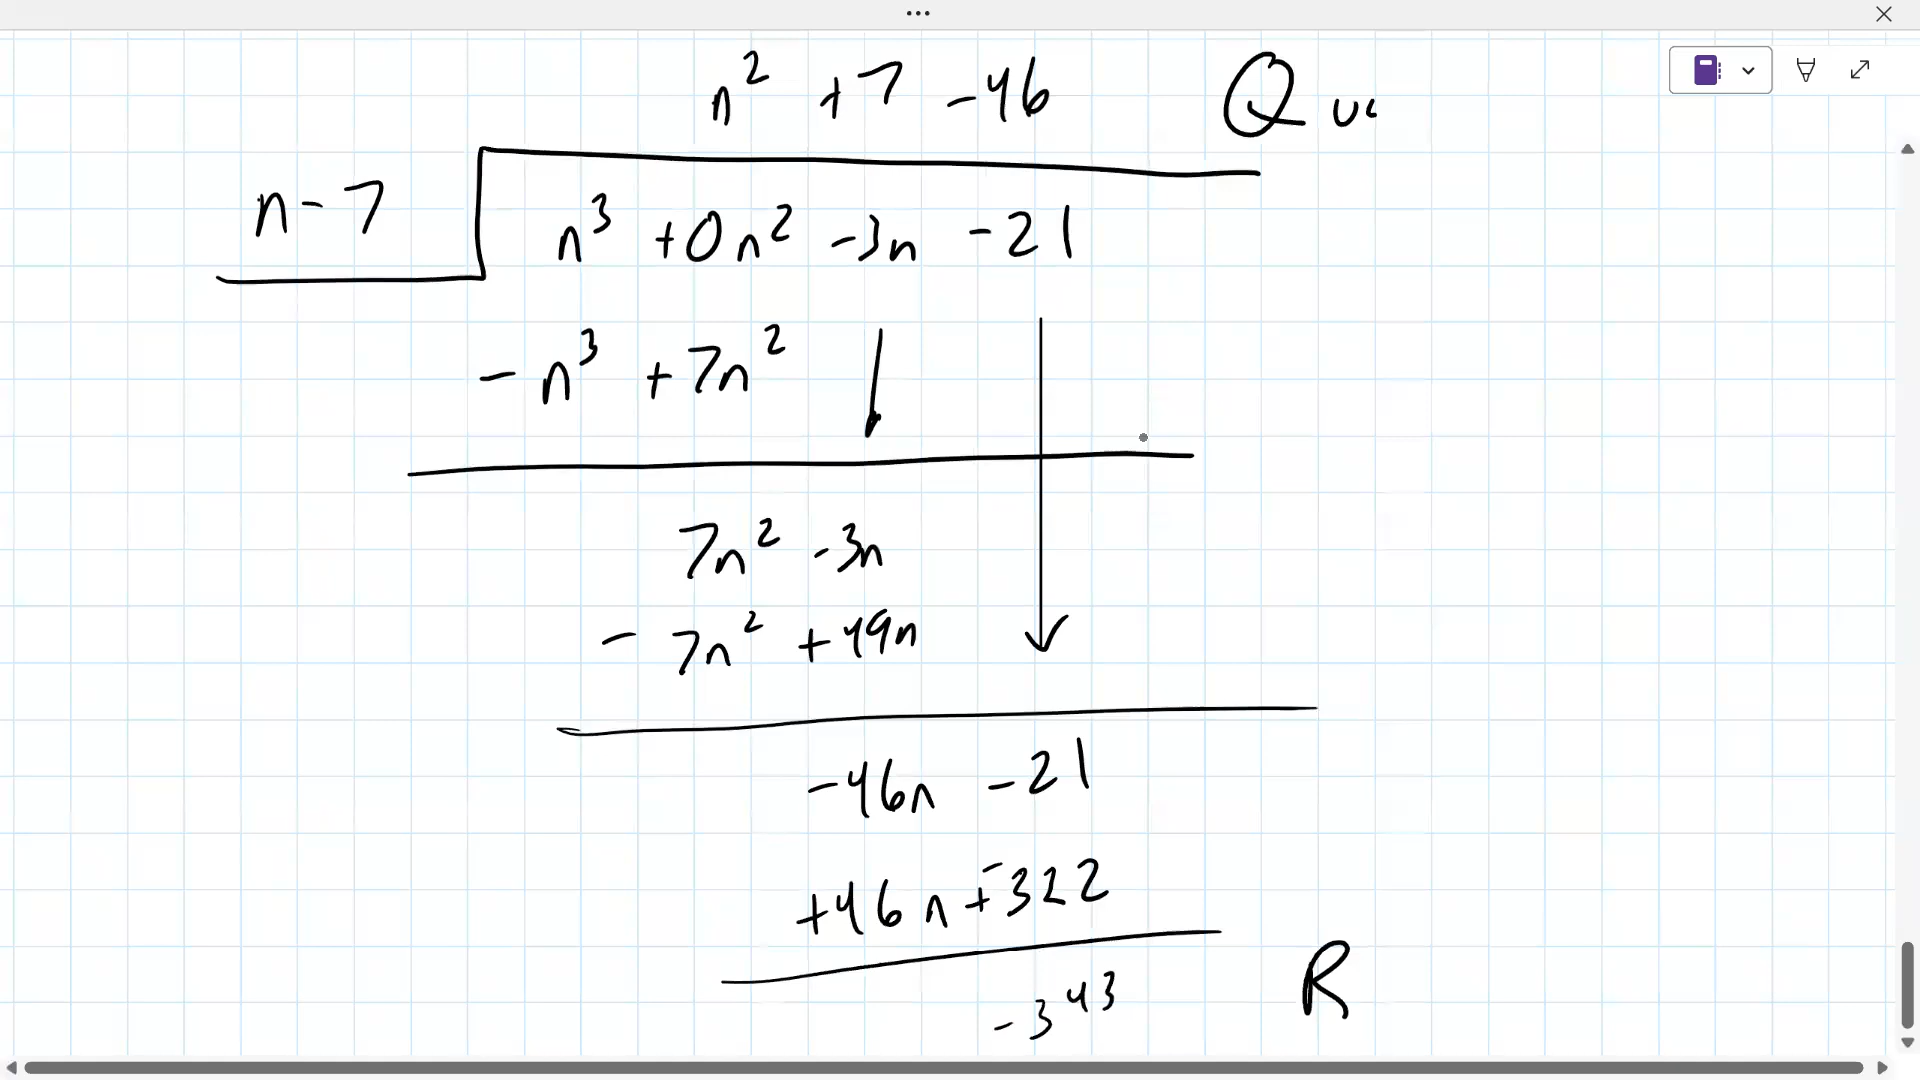 n² +7 -46 Qu
n-7 n³ +0n² -3n -21
- n³ +7n²
7n² -3n
- 7n² +49n
-46n -21
+46n +-322
-343 R